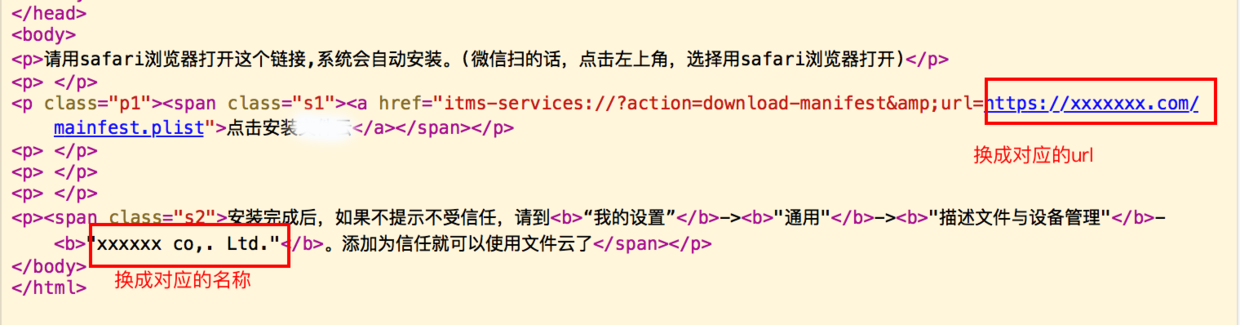 </head>
<body>
<p>请用safari浏览器打开这个链接,系统会自动安装。(微信扫的话，点击左上角，选择用safari浏览器打开)</p>
<p> </p>
<p class="p1"><span class="s1"><a href="itms-services://?action=download-manifest&amp;url=https://xxxxxxx.com/
mainfest.plist">点击安装</a></span></p>
<p> </p>
换成对应的url
<p> </p>
<p> </p>
<p><span class="s2">安装完成后，如果不提示不受信任，请到<b>“我的设置”</b>-><b>"通用"</b>-><b>"描述文件与设备管理"</b>-
<b>"xxxxxx co,. Ltd."</b>。添加为信任就可以使用文件云了</span></p>
</body>
换成对应的名称
</html>